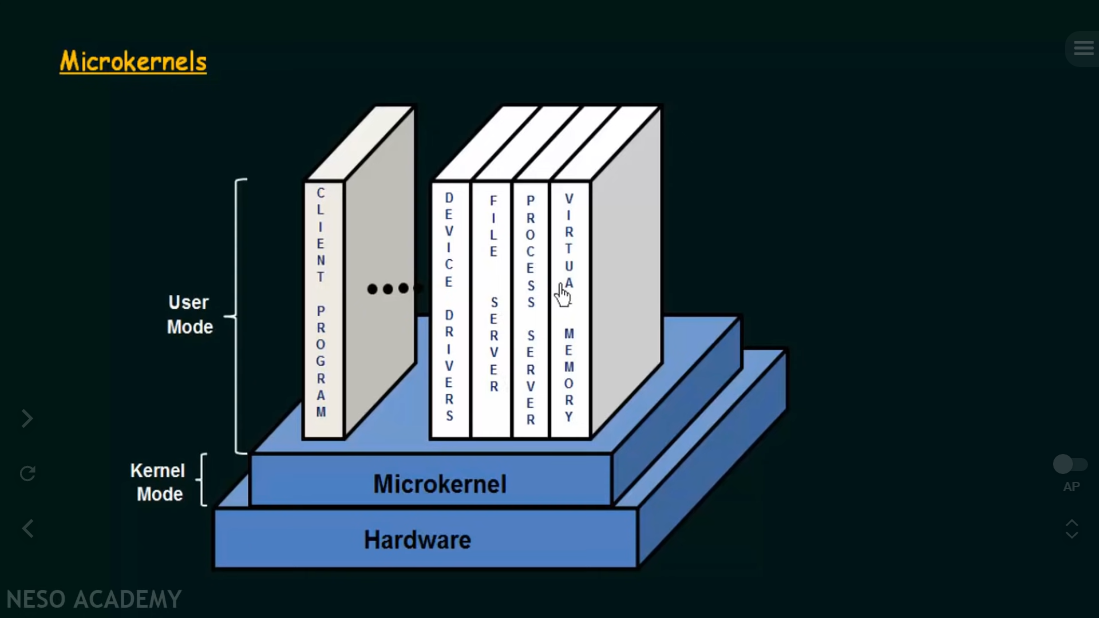 Microkernels
CLIENT PROGRAM
DEVICE DRIVERS
FILE SERVER
PROCESS SERVER
VIRTUAL MEMORY
User
Mode
Kernel
Mode
Microkernel
Hardware
AP
NESO ACADEMY